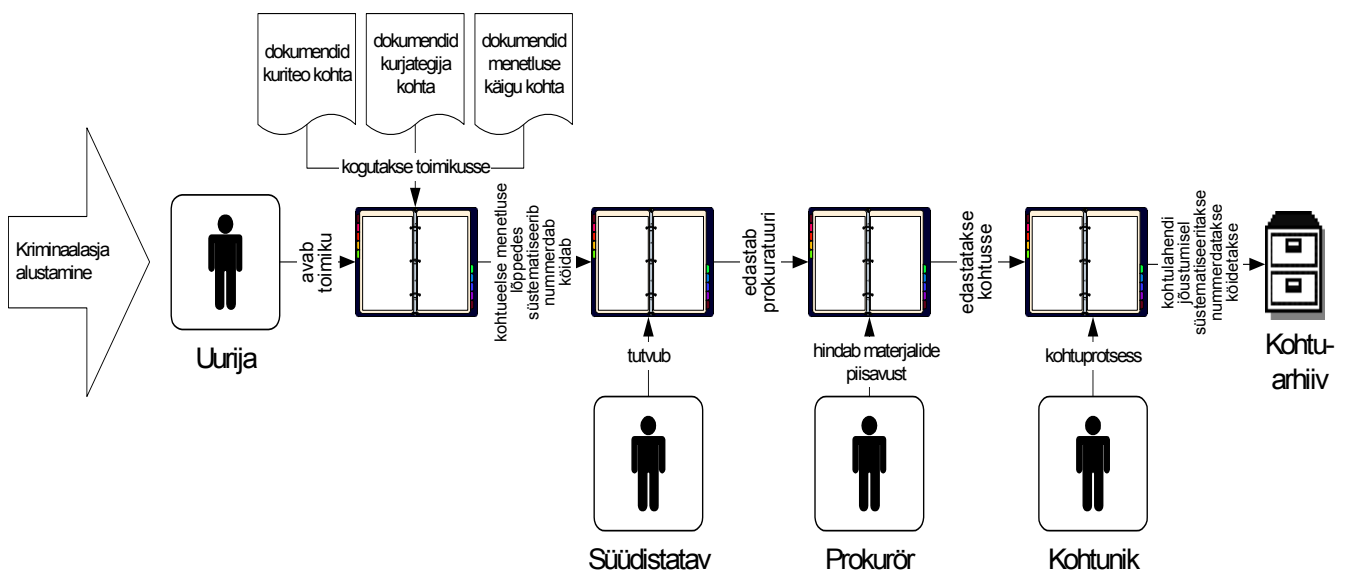 dokumendid
kuriteo kohta
dokumendid
kurjategija
kohta
dokumendid
menetluse
käigu kohta
kogutakse toimikusse
Kriminaalasja
alustamine
Uurija
avab
toimiku
kohtueelse menetluse
lõppedes
süstematiseerib
nummerdab
köidab
tutvub
Süüdistatav
edastab
prokuratuuri
hindab materjalide
piisavust
Prokurör
edastatakse
kohtusse
kohtuprotsess
Kohtunik
kohtulahendi
jõustumisel
süstematiseeritakse
nummerdatakse
köidetakse
Kohtu-
arhiiv